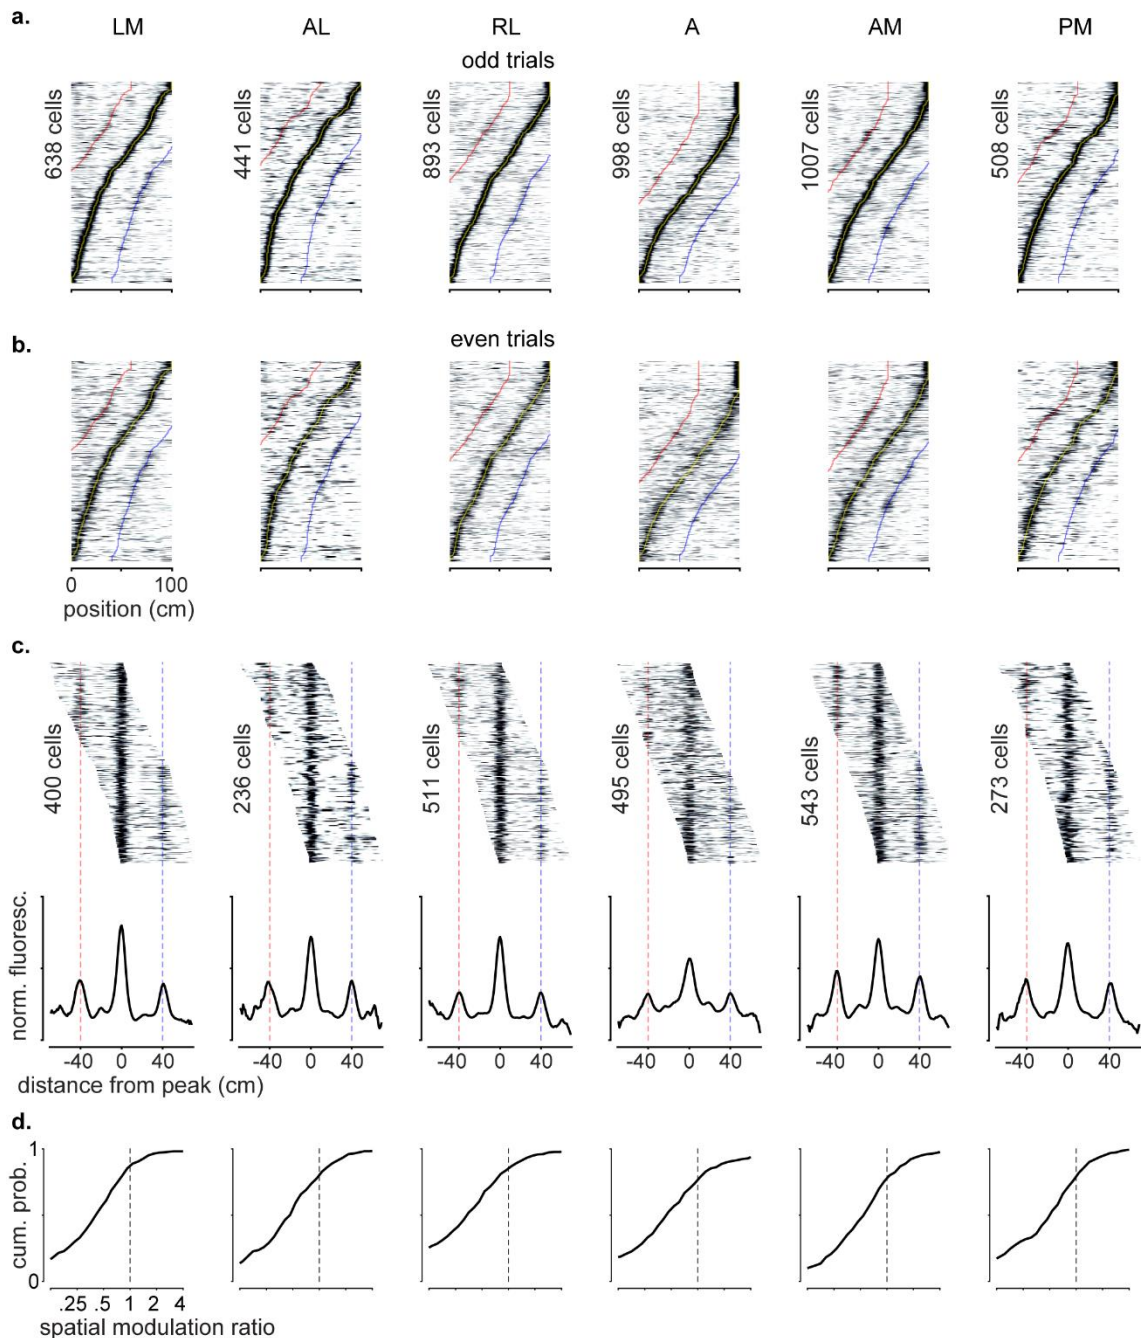 a.
LM AL RL A AM PM
odd trials
638 cells
441 cells
893 cells
998 cells
1007 cells
508 cells
b.
even trials
0 100
position (cm)
c.
400 cells
236 cells
511 cells
495 cells
543 cells
273 cells
norm. fluoresc.
-40 0 40 -40 0 40 -40 0 40 -40 0 40 -40 0 40 -40 0 40
distance from peak (cm)
d.
1
cum. prob.
0
.25 .5 1 2 4
spatial modulation ratio